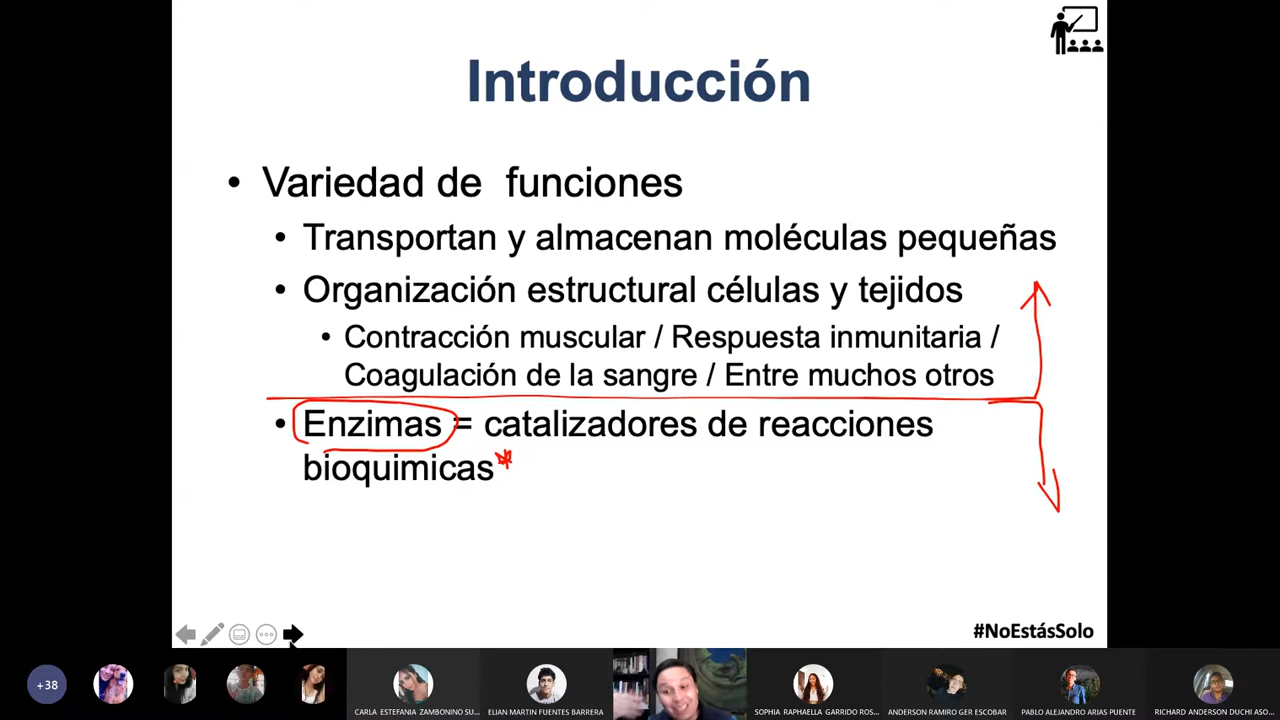 Introducción
• Variedad de funciones
• Transportan y almacenan moléculas pequeñas
• Organización estructural células y tejidos
• Contracción muscular / Respuesta inmunitaria /
Coagulación de la sangre / Entre muchos otros
• Enzimas = catalizadores de reacciones
bioquimicas*
#NoEstásSolo
+38
CARLA ESTEFANIA ZAMBONINO SU...
ELIAN MARTIN FUENTES BARRERA
SOPHIA RAPHAELLA GARRIDO ROS...
ANDERSON RAMIRO GER ESCOBAR
PABLO ALEJANDRO ARIAS PUENTE
RICHARD ANDERSON DUCHI ASO...